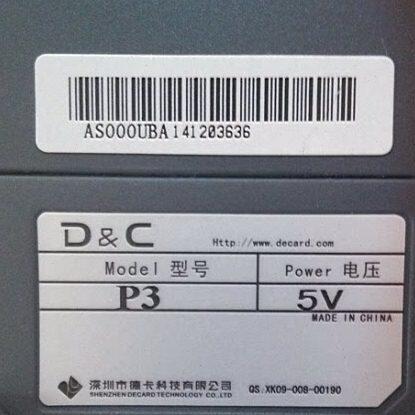 AS000UBA141203636
D&C Http://www.decard.com
Model 型号 Power 电压
P3 5V
MADE IN CHINA
深圳市德卡科技有限公司
SHENZHEN DECARD TECHNOLOGY CO.,LTD
QS.XK09-008-00190